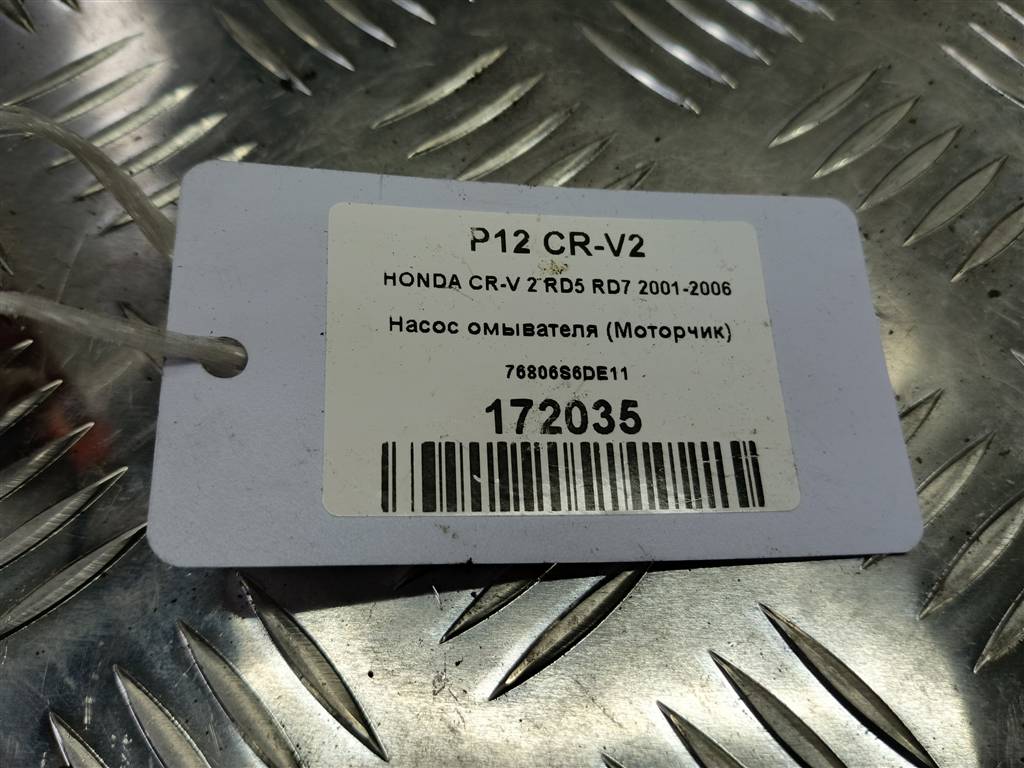 P12 CR-V2
HONDA CR-V 2 RD5 RD7 2001-2006
Насос омывателя (Моторчик)
76806S6DE11
172035